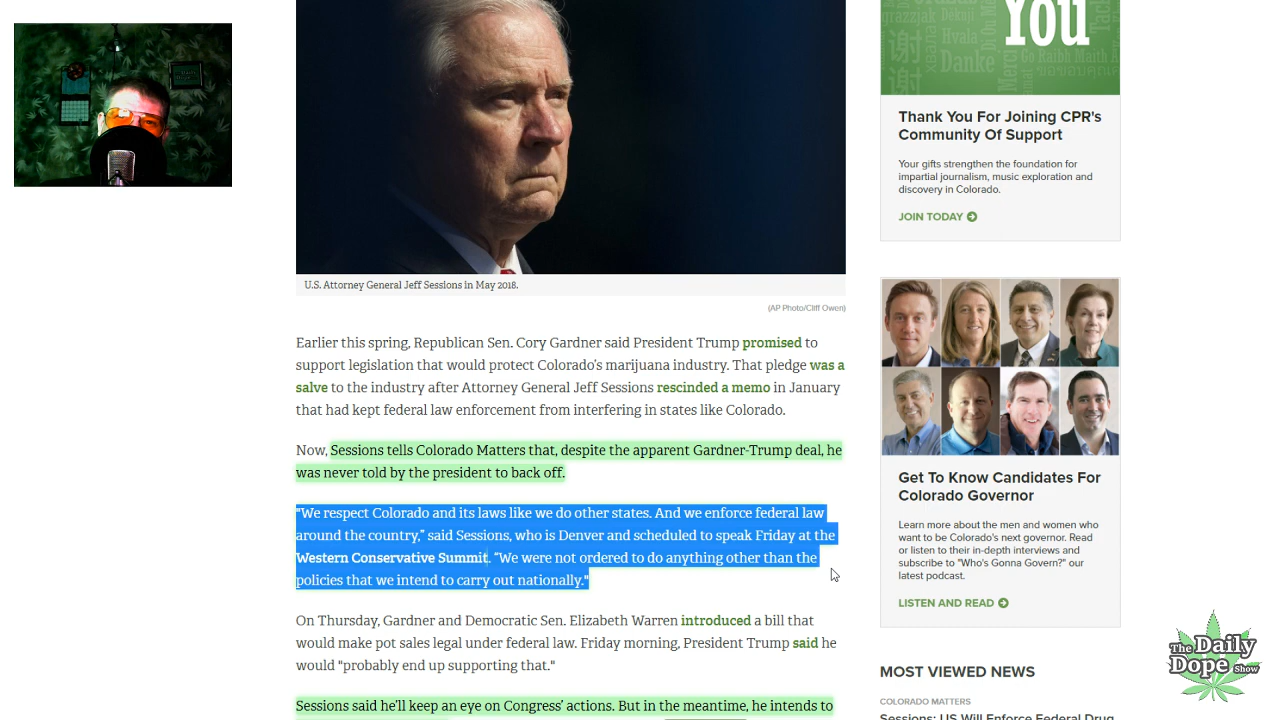 U.S. Attorney General Jeff Sessions in May 2018.
(AP Photo/Cliff Owen)
Earlier this spring, Republican Sen. Cory Gardner said President Trump promised to
support legislation that would protect Colorado's marijuana industry. That pledge was a
salve to the industry after Attorney General Jeff Sessions rescinded a memo in January
that had kept federal law enforcement from interfering in states like Colorado.
Now, Sessions tells Colorado Matters that, despite the apparent Gardner-Trump deal, he
was never told by the president to back off.
"We respect Colorado and its laws like we do other states. And we enforce federal law
around the country," said Sessions, who is Denver and scheduled to speak Friday at the
Western Conservative Summit. "We were not ordered to do anything other than the
policies that we intend to carry out nationally."
On Thursday, Gardner and Democratic Sen. Elizabeth Warren introduced a bill that
would make pot sales legal under federal law. Friday morning, President Trump said he
would "probably end up supporting that."
Sessions said he'll keep an eye on Congress' actions. But in the meantime, he intends to
You
谢谢
Hvala
Danke
Merci
Thank You For Joining CPR's
Community Of Support
Your gifts strengthen the foundation for
impartial journalism, music exploration and
discovery in Colorado.
JOIN TODAY
Get To Know Candidates For
Colorado Governor
Learn more about the men and women who
want to be Colorado's next governor. Read
or listen to their in-depth interviews and
subscribe to "Who's Gonna Govern?" our
latest podcast.
LISTEN AND READ
MOST VIEWED NEWS
COLORADO MATTERS
Sessions: US Will Enforce Federal Drug
The Daily
Dope Show